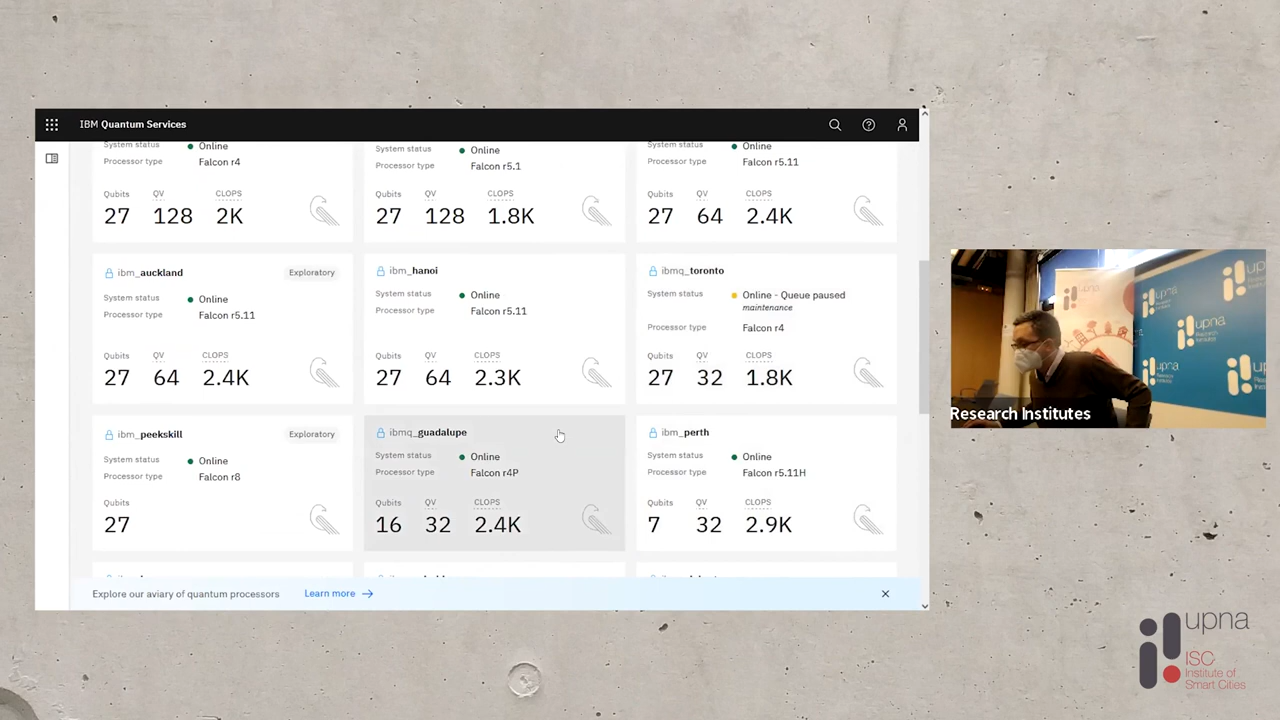 IBM Quantum Services
System status Online
Processor type Falcon r4
Qubits QV CLOPS
27 128 2K
System status Online
Processor type Falcon r5.1
Qubits QV CLOPS
27 128 1.8K
System status Online
Processor type Falcon r5.11
Qubits QV CLOPS
27 64 2.4K
ibm_auckland Exploratory
System status Online
Processor type Falcon r5.11
Qubits QV CLOPS
27 64 2.4K
ibm_hanoi
System status Online
Processor type Falcon r5.11
Qubits QV CLOPS
27 64 2.3K
ibmq_toronto
System status Online - Queue paused
maintenance
Processor type Falcon r4
Qubits QV CLOPS
27 32 1.8K
ibm_peekskill Exploratory
System status Online
Processor type Falcon r8
Qubits
27
ibmq_guadalupe
System status Online
Processor type Falcon r4P
Qubits QV CLOPS
16 32 2.4K
ibm_perth
System status Online
Processor type Falcon r5.11H
Qubits QV CLOPS
7 32 2.9K
Explore our aviary of quantum processors Learn more
upna
Research Institutes
upna
ISC
Institute of
Smart Cities